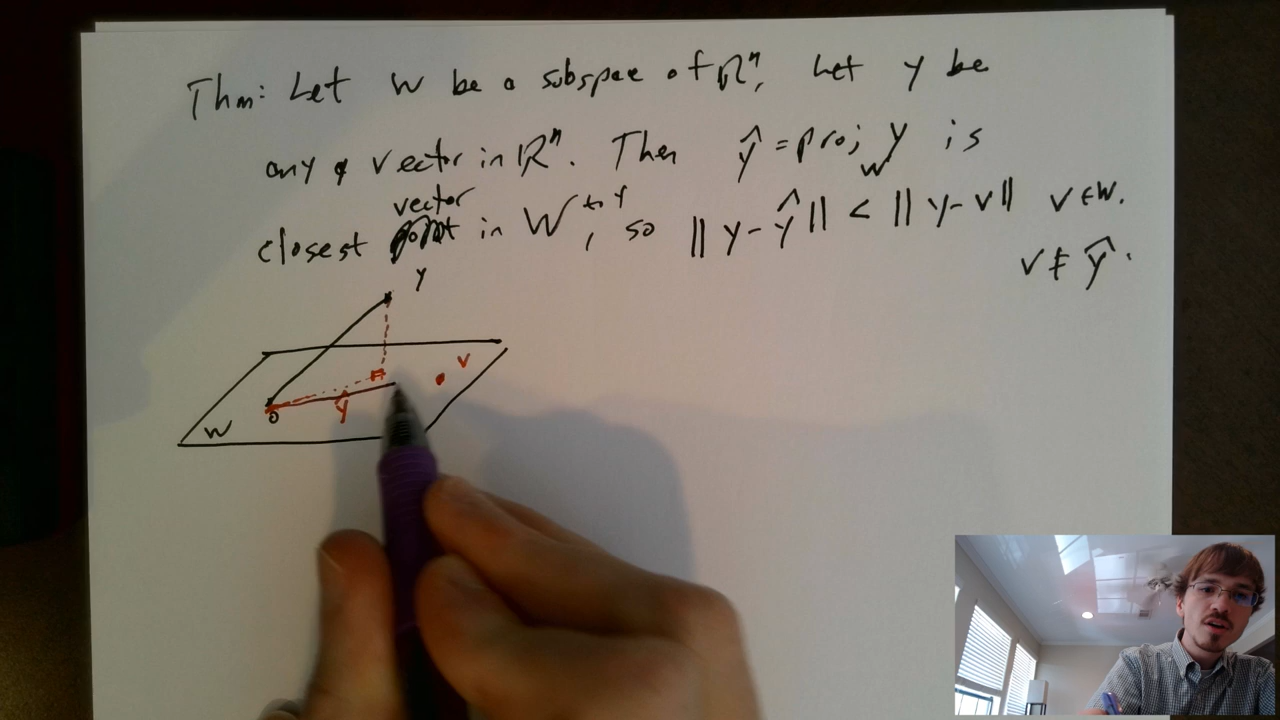 Thm: Let W be a subspace of ℝⁿ, Let y be
any vector in ℝⁿ. Then ŷ = proj_W y is
closest vector in W to y, so ‖y-ŷ‖ < ‖y-v‖ v∈W.
v≠ŷ.
y
v
ŷ
0
W